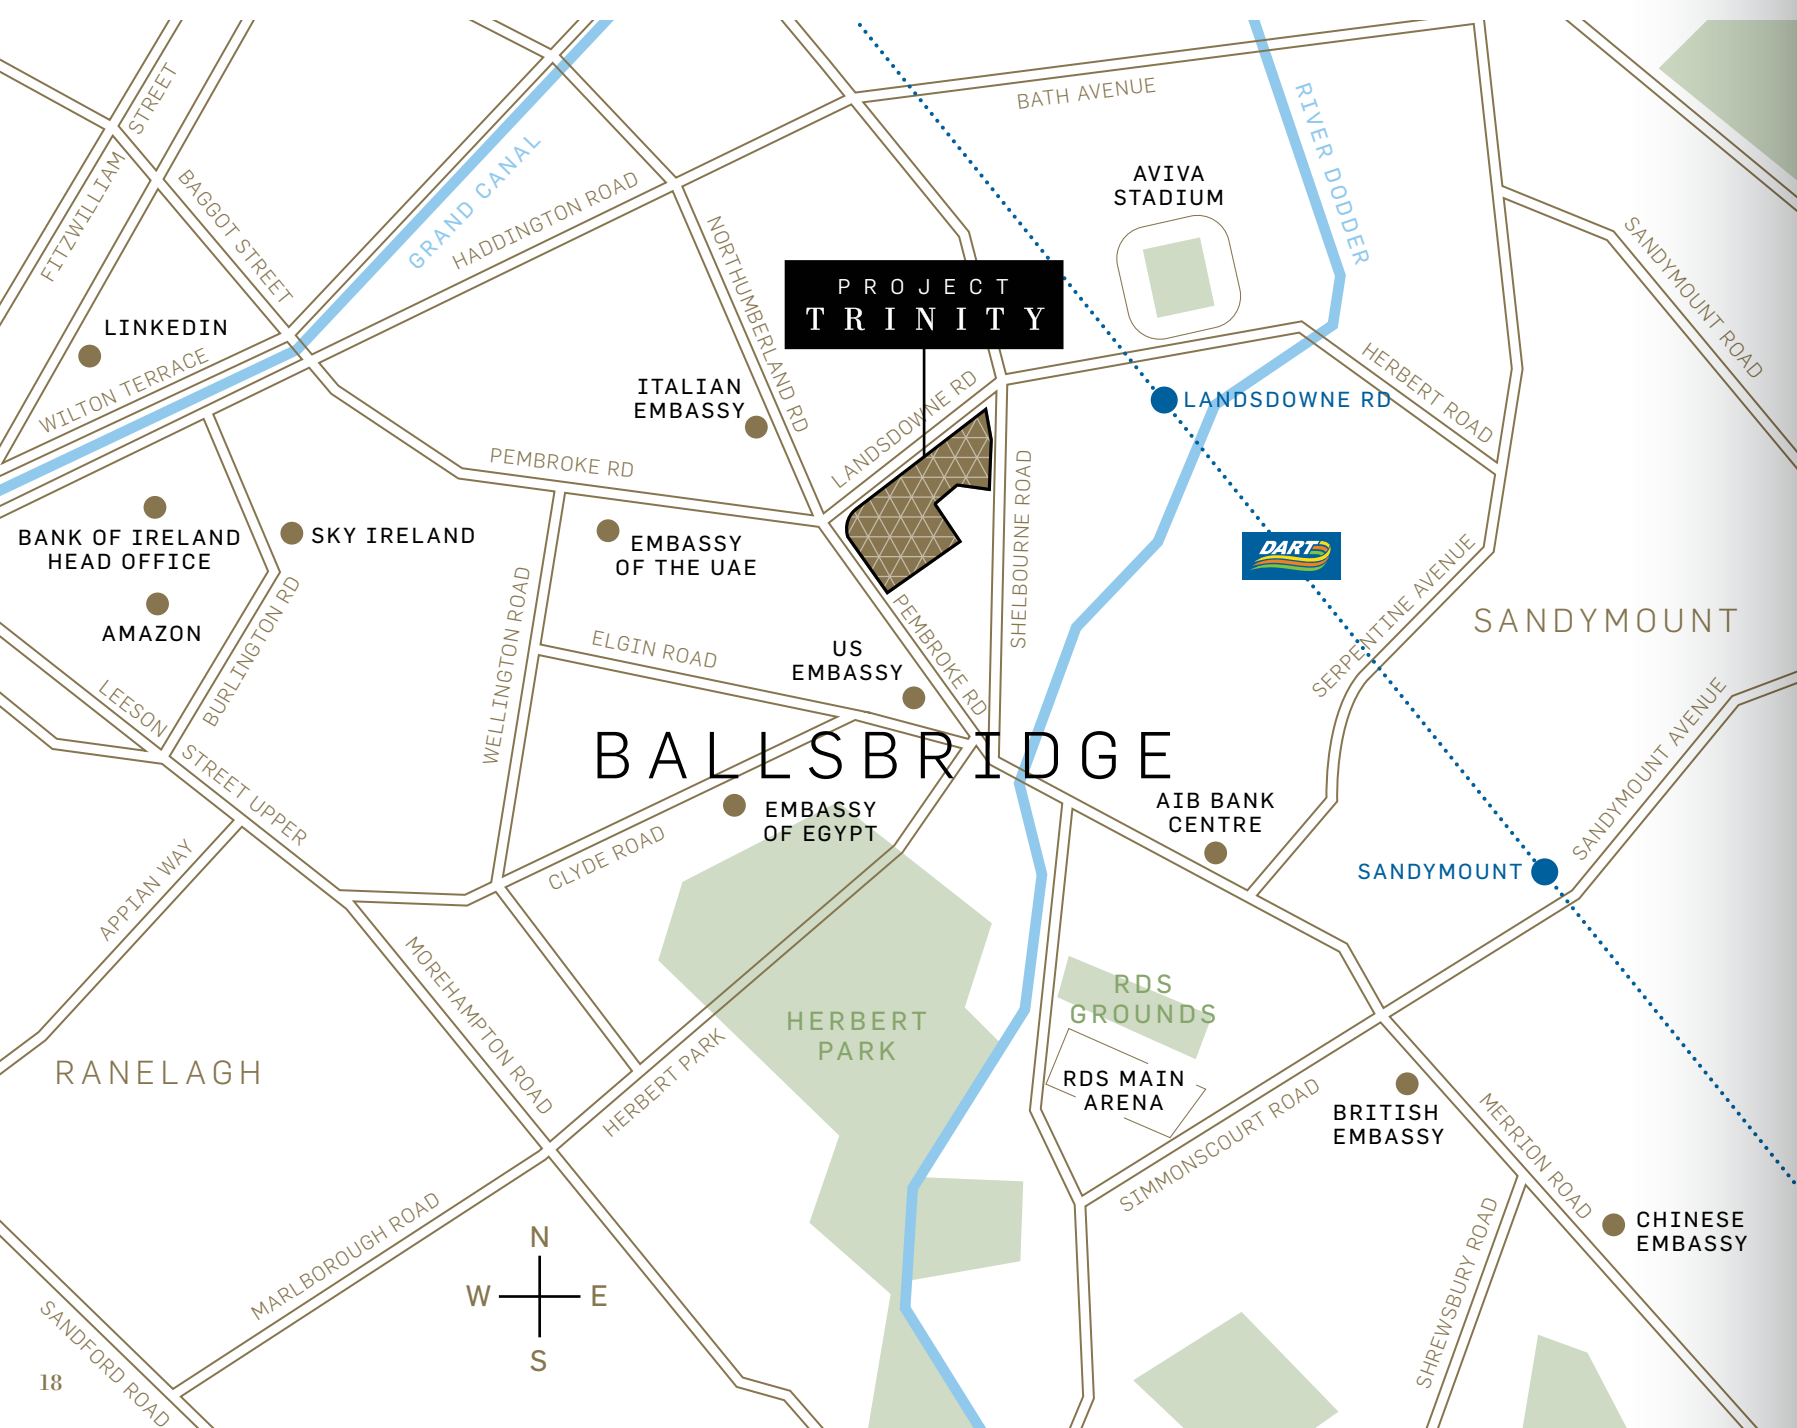 FITZWILLIAM
STREET
BAGGOT STREET
GRAND CANAL
HADDINGTON ROAD
BATH AVENUE
RIVER DODDER
AVIVA
STADIUM
SANDYMOUNT ROAD
NORTHUMBERLAND RD
PROJECT
TRINITY
LINKEDIN
WILTON TERRACE
ITALIAN
EMBASSY
LANDSDOWNE RD
LANDSDOWNE RD
HERBERT ROAD
PEMBROKE RD
BANK OF IRELAND
HEAD OFFICE
SKY IRELAND
EMBASSY
OF THE UAE
SHELBOURNE ROAD
DART
SERPENTINE AVENUE
SANDYMOUNT
AMAZON
BURLINGTON RD
WELLINGTON ROAD
ELGIN ROAD
US
EMBASSY
PEMBROKE RD
LEESON
STREET UPPER
BALLSBRIDGE
SANDYMOUNT AVENUE
EMBASSY
OF EGYPT
CLYDE ROAD
AIB BANK
CENTRE
SANDYMOUNT
APPIAN WAY
MOREHAMPTON ROAD
HERBERT
PARK
RDS
GROUNDS
RANELAGH
HERBERT PARK
RDS MAIN
ARENA
SIMMONSCOURT ROAD
BRITISH
EMBASSY
MERRION ROAD
MARLBOROUGH ROAD
SHREWSBURY ROAD
CHINESE
EMBASSY
N
W
E
S
SANDFORD ROAD
18